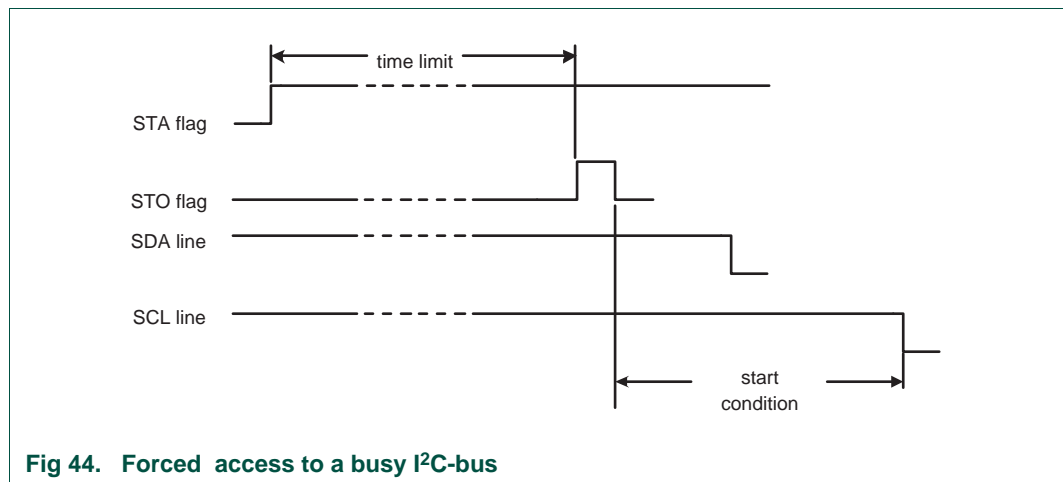 time limit
STA flag
STO flag
SDA line
SCL line
start
condition
Fig 44. Forced access to a busy I²C-bus